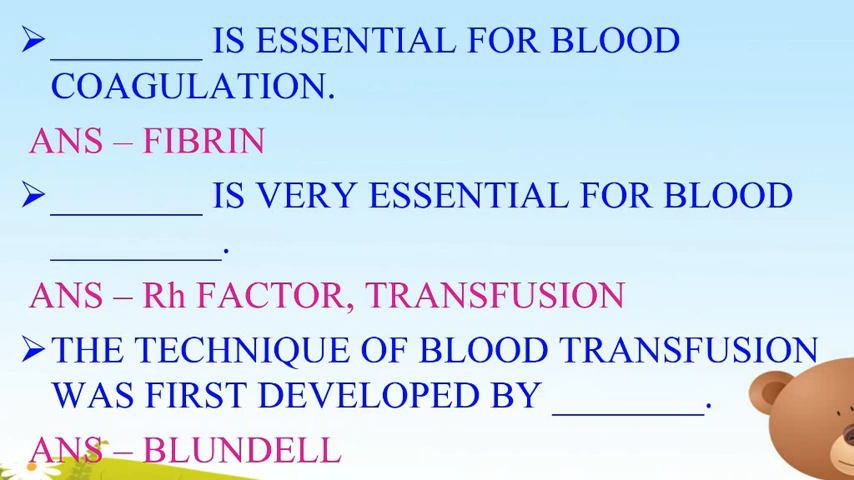 ➢________ IS ESSENTIAL FOR BLOOD
COAGULATION.
ANS – FIBRIN
➢________ IS VERY ESSENTIAL FOR BLOOD
_________.
ANS – Rh FACTOR, TRANSFUSION
➢THE TECHNIQUE OF BLOOD TRANSFUSION
WAS FIRST DEVELOPED BY ________.
ANS – BLUNDELL